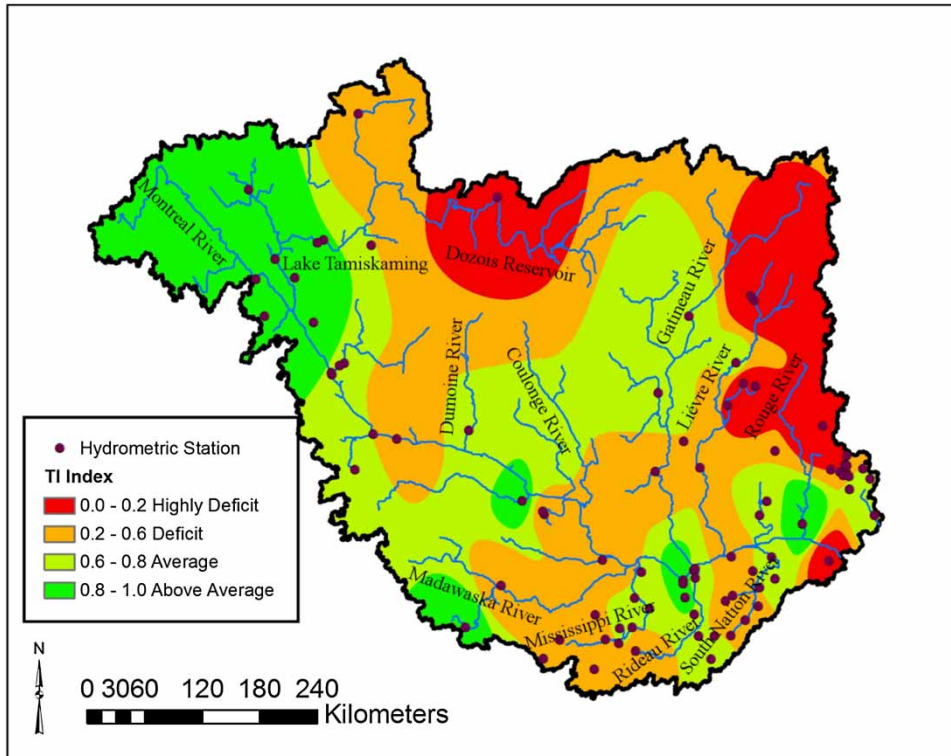 Montreal River
Lake Tamiskaming
Dozois Reservoir
Gatineau River
Dumoine River
Coulonge River
Lièvre River
Rouge River
Hydrometric Station
TI Index
0.0 - 0.2 Highly Deficit
0.2 - 0.6 Deficit
0.6 - 0.8 Average
0.8 - 1.0 Above Average
Madawaska River
Mississippi River
Rideau River
South Nation River
N
S
0 3060 120 180 240
Kilometers